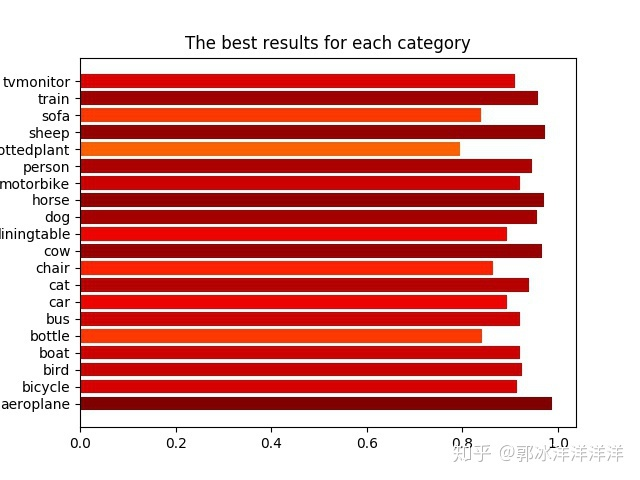 The best results for each category
tvmonitor
train
sofa
sheep
ottedplant
person
motorbike
horse
dog
liningtable
cow
chair
cat
car
bus
bottle
boat
bird
bicycle
aeroplane
0.0 0.2 0.4 0.6 0.8 1.0
知乎 @郭冰洋洋洋洋